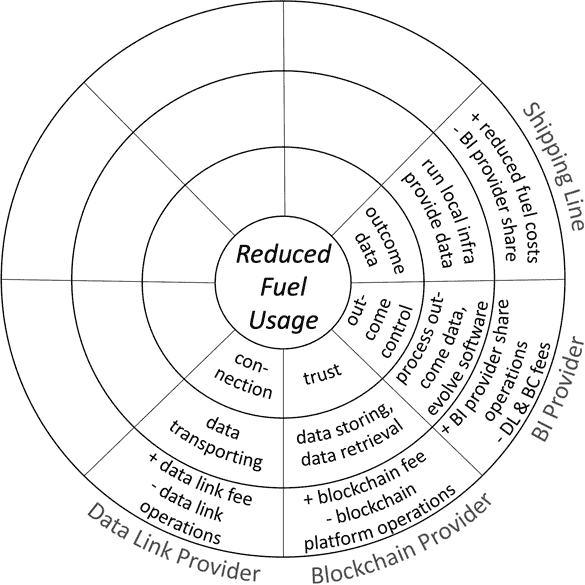 Reduced
Fuel
Usage
outcome
data
run local infra
provide data
+ reduced fuel costs
- BI provider share
Shipping Line
out-
come
control
process out-
come data,
evolve software
+ BI provider share
operations
- DL & BC fees
BI Provider
trust
data storing,
data retrieval
+ blockchain fee
- blockchain
platform operations
Blockchain Provider
con-
nection
data
transporting
+ data link fee
- data link
operations
Data Link Provider